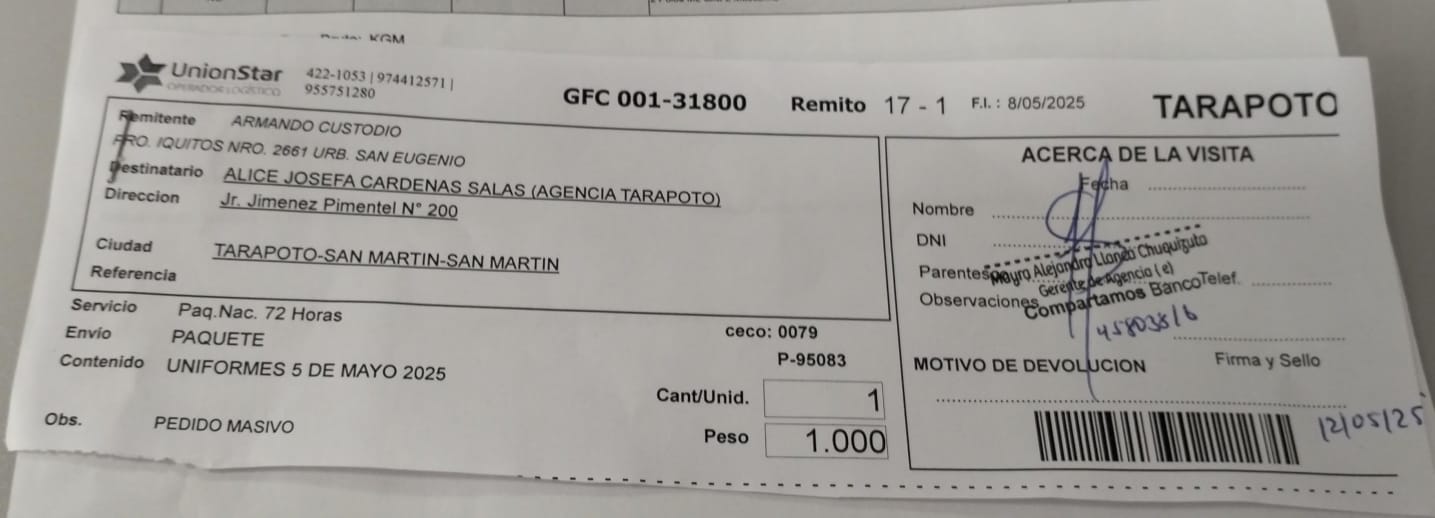 KGM
UnionStar
OPERADOR LOGÍSTICO
422-1053 | 974412571 |
955751280
GFC 001-31800
Remito 17 - 1
F.I. : 8/05/2025
TARAPOTO
Remitente ARMANDO CUSTODIO
PRO. IQUITOS NRO. 2661 URB. SAN EUGENIO
Destinatario ALICE JOSEFA CARDENAS SALAS (AGENCIA TARAPOTO)
Direccion Jr. Jimenez Pimentel N° 200
Ciudad TARAPOTO-SAN MARTIN-SAN MARTIN
Referencia
Servicio Paq.Nac. 72 Horas
Envío PAQUETE
Contenido UNIFORMES 5 DE MAYO 2025
Obs. PEDIDO MASIVO
ceco: 0079
P-95083
Cant/Unid. 1
Peso 1.000
ACERCA DE LA VISITA
Fecha
Nombre
DNI
Parentes
Mayra Alejandra Llanca Chuquizuta
Gerente de Agencia (e)
Compartamos Banco
Telef.
Observaciones
45803816
MOTIVO DE DEVOLUCION
Firma y Sello
12/05/25